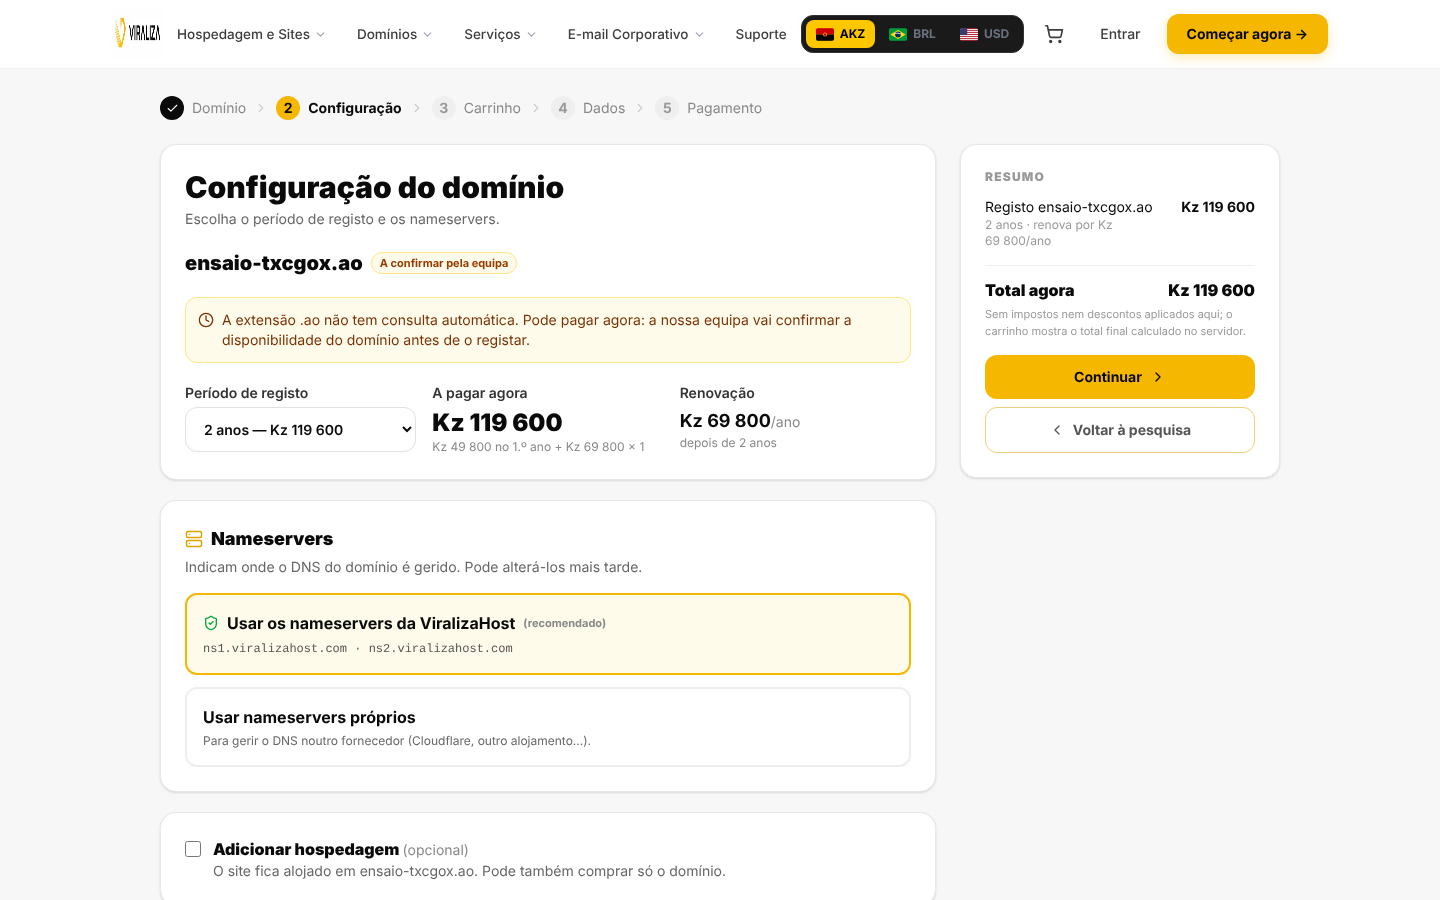 VIRALIZA
Hospedagem e Sites
Domínios
Serviços
E-mail Corporativo
Suporte
AKZ
BRL
USD
Entrar
Começar agora →
Domínio
2 Configuração
3 Carrinho
4 Dados
5 Pagamento
Configuração do domínio
Escolha o período de registo e os nameservers.
ensaio-txcgox.ao A confirmar pela equipa
A extensão .ao não tem consulta automática. Pode pagar agora: a nossa equipa vai confirmar a
disponibilidade do domínio antes de o registar.
Período de registo
2 anos — Kz 119 600
A pagar agora
Kz 119 600
Kz 49 800 no 1.º ano + Kz 69 800 × 1
Renovação
Kz 69 800/ano
depois de 2 anos
Nameservers
Indicam onde o DNS do domínio é gerido. Pode alterá-los mais tarde.
Usar os nameservers da ViralizaHost (recomendado)
ns1.viralizahost.com · ns2.viralizahost.com
Usar nameservers próprios
Para gerir o DNS noutro fornecedor (Cloudflare, outro alojamento…).
Adicionar hospedagem (opcional)
O site fica alojado em ensaio-txcgox.ao. Pode também comprar só o domínio.
RESUMO
Registo ensaio-txcgox.ao Kz 119 600
2 anos · renova por Kz
69 800/ano
Total agora Kz 119 600
Sem impostos nem descontos aplicados aqui; o
carrinho mostra o total final calculado no servidor.
Continuar
Voltar à pesquisa